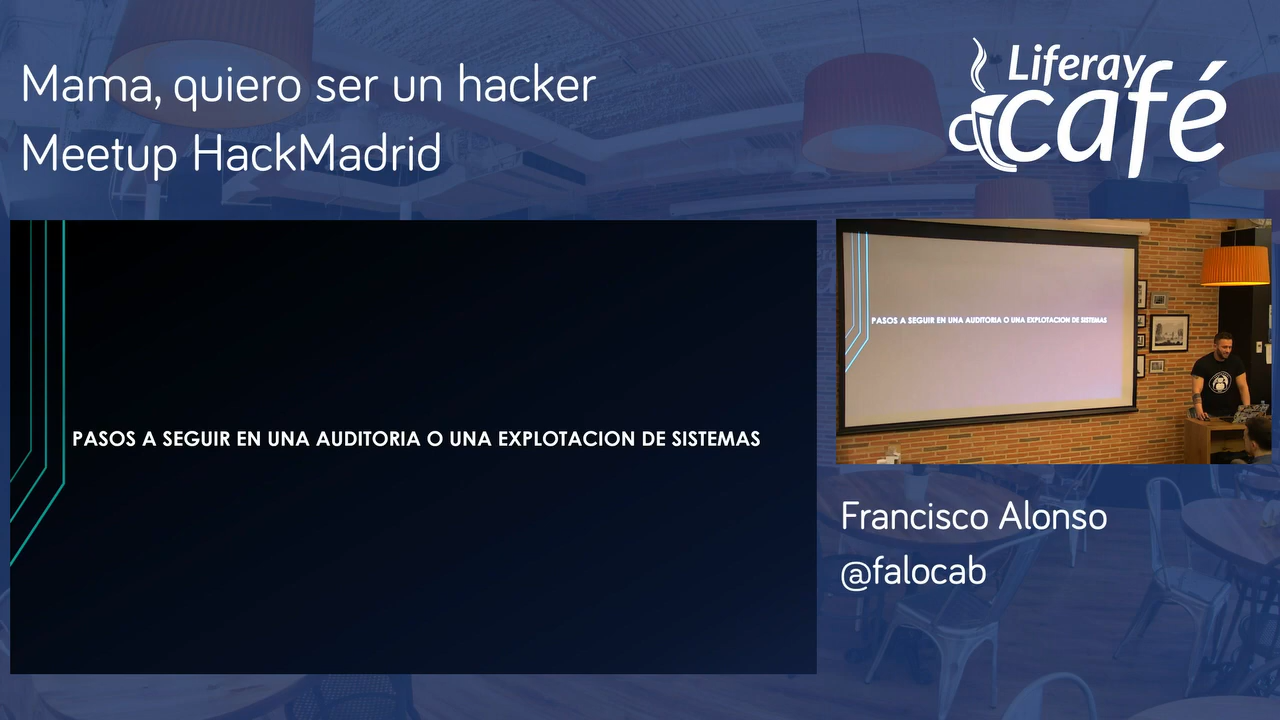 Mama, quiero ser un hacker
Meetup HackMadrid
Liferay
café
PASOS A SEGUIR EN UNA AUDITORIA O UNA EXPLOTACION DE SISTEMAS
PASOS A SEGUIR EN UNA AUDITORIA O UNA EXPLOTACION DE SISTEMAS
Francisco Alonso
@falocab